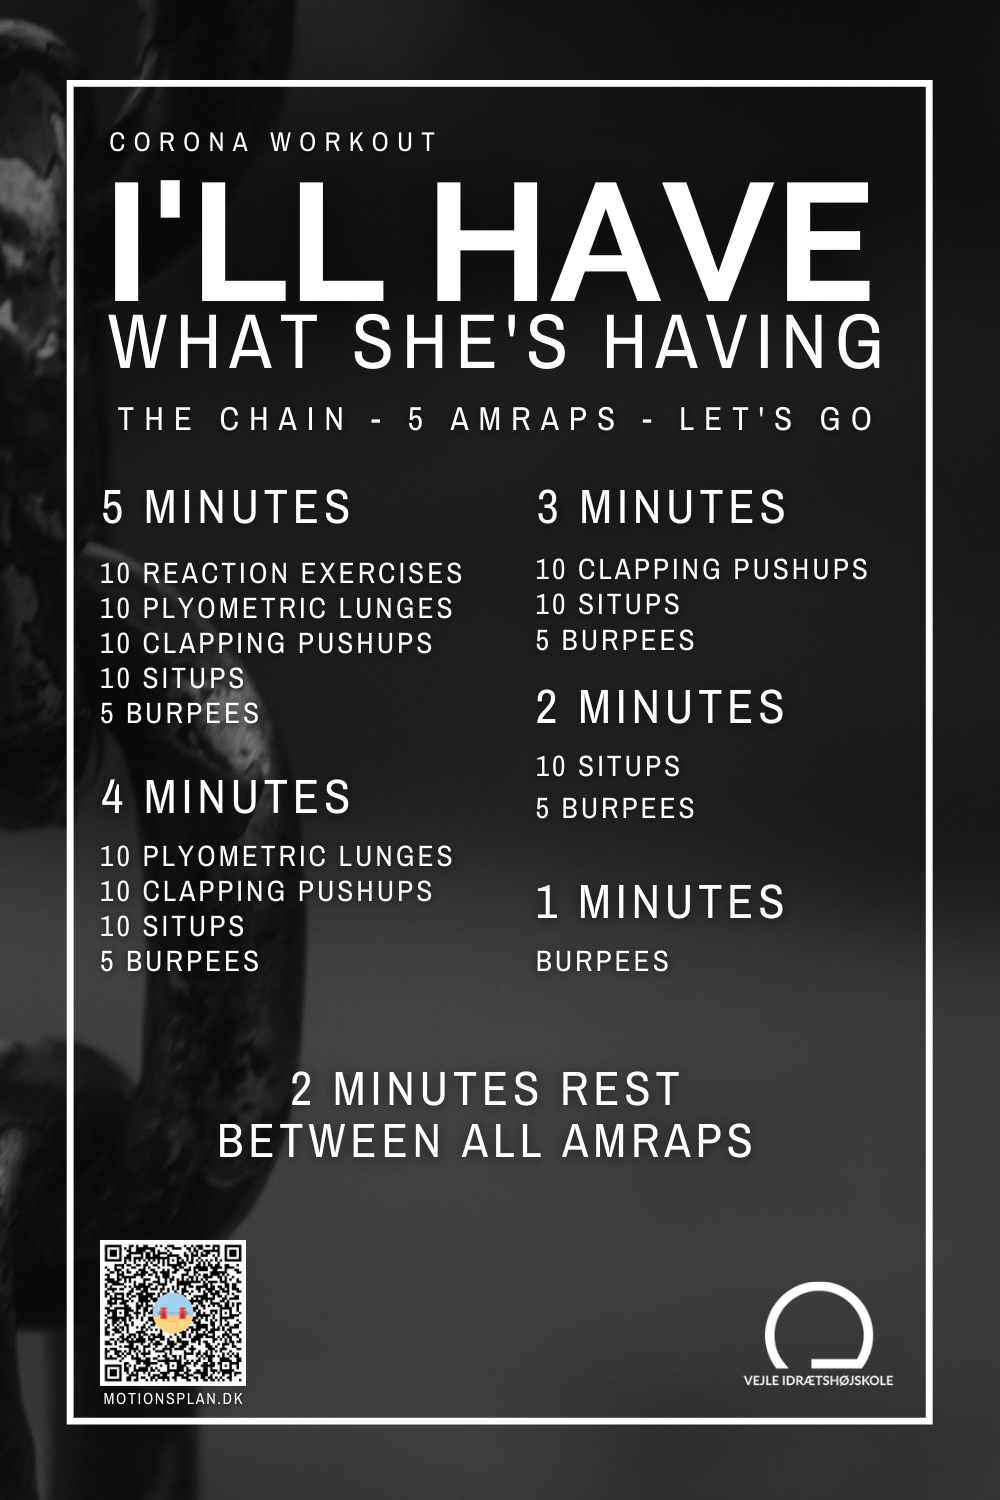 CORONA WORKOUT
I'LL HAVE
WHAT SHE'S HAVING
THE CHAIN - 5 AMRAPS - LET'S GO
5 MINUTES
10 REACTION EXERCISES
10 PLYOMETRIC LUNGES
10 CLAPPING PUSHUPS
10 SITUPS
5 BURPEES
4 MINUTES
10 PLYOMETRIC LUNGES
10 CLAPPING PUSHUPS
10 SITUPS
5 BURPEES
3 MINUTES
10 CLAPPING PUSHUPS
10 SITUPS
5 BURPEES
2 MINUTES
10 SITUPS
5 BURPEES
1 MINUTES
BURPEES
2 MINUTES REST
BETWEEN ALL AMRAPS
MOTIONSPLAN.DK
VEJLE IDRÆTSHØJSKOLE